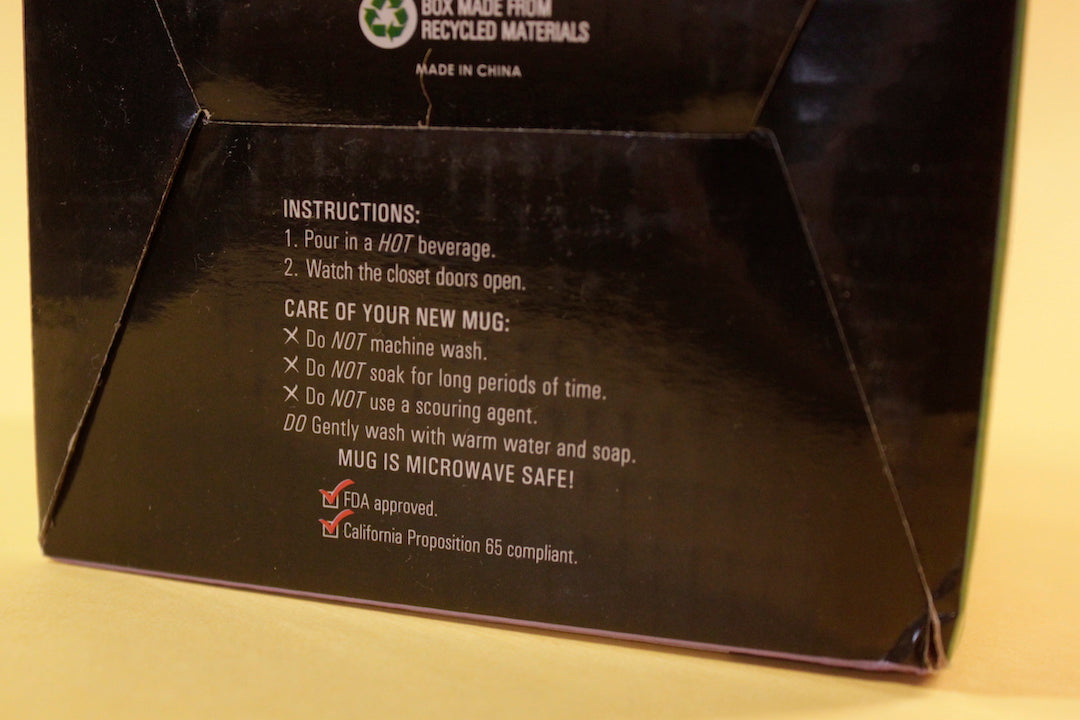 BOX MADE FROM
RECYCLED MATERIALS
MADE IN CHINA
INSTRUCTIONS:
1. Pour in a HOT beverage.
2. Watch the closet doors open.
CARE OF YOUR NEW MUG:
X Do NOT machine wash.
X Do NOT soak for long periods of time.
X Do NOT use a scouring agent.
DO Gently wash with warm water and soap.
MUG IS MICROWAVE SAFE!
FDA approved.
California Proposition 65 compliant.